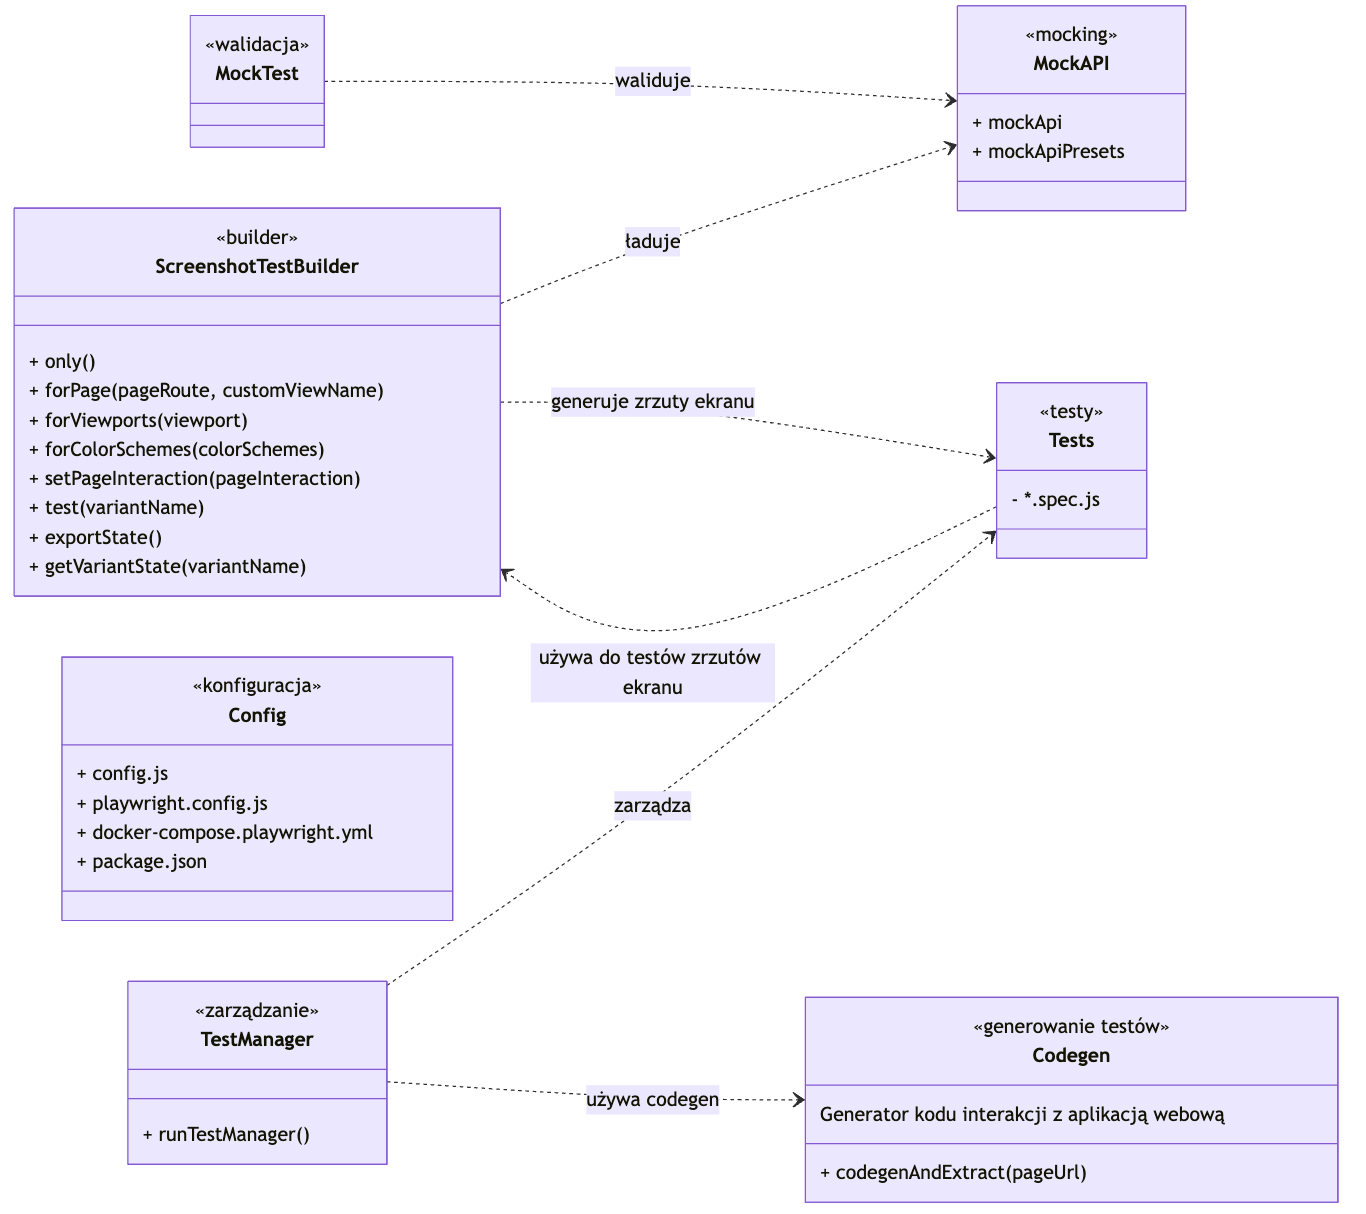 «walidacja»
MockTest
waliduje
«mocking»
MockAPI
+ mockApi
+ mockApiPresets
«builder»
ScreenshotTestBuilder
+ only()
+ forPage(pageRoute, customViewName)
+ forViewports(viewport)
+ forColorSchemes(colorSchemes)
+ setPageInteraction(pageInteraction)
+ test(variantName)
+ exportState()
+ getVariantState(variantName)
ładuje
generuje zrzuty ekranu
«testy»
Tests
- *.spec.js
używa do testów zrzutów
ekranu
«konfiguracja»
Config
+ config.js
+ playwright.config.js
+ docker-compose.playwright.yml
+ package.json
zarządza
«zarządzanie»
TestManager
+ runTestManager()
używa codegen
«generowanie testów»
Codegen
Generator kodu interakcji z aplikacją webową
+ codegenAndExtract(pageUrl)